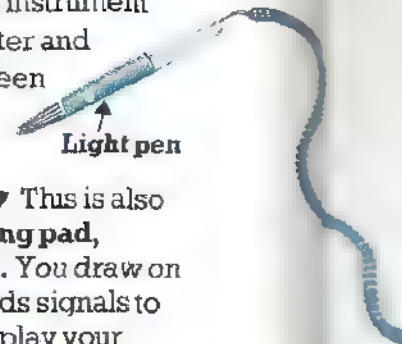 instrument
ter and
een
Light pen
This is also
ng pad,
. You draw on
ds signals to
play your